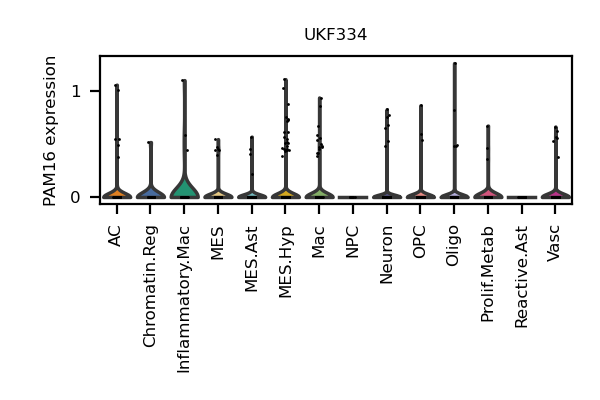 UKF334
PAM16 expression
1
0
AC
Chromatin.Reg
Inflammatory.Mac
MES
MES.Ast
MES.Hyp
Mac
NPC
Neuron
OPC
Oligo
Prolif.Metab
Reactive.Ast
Vasc